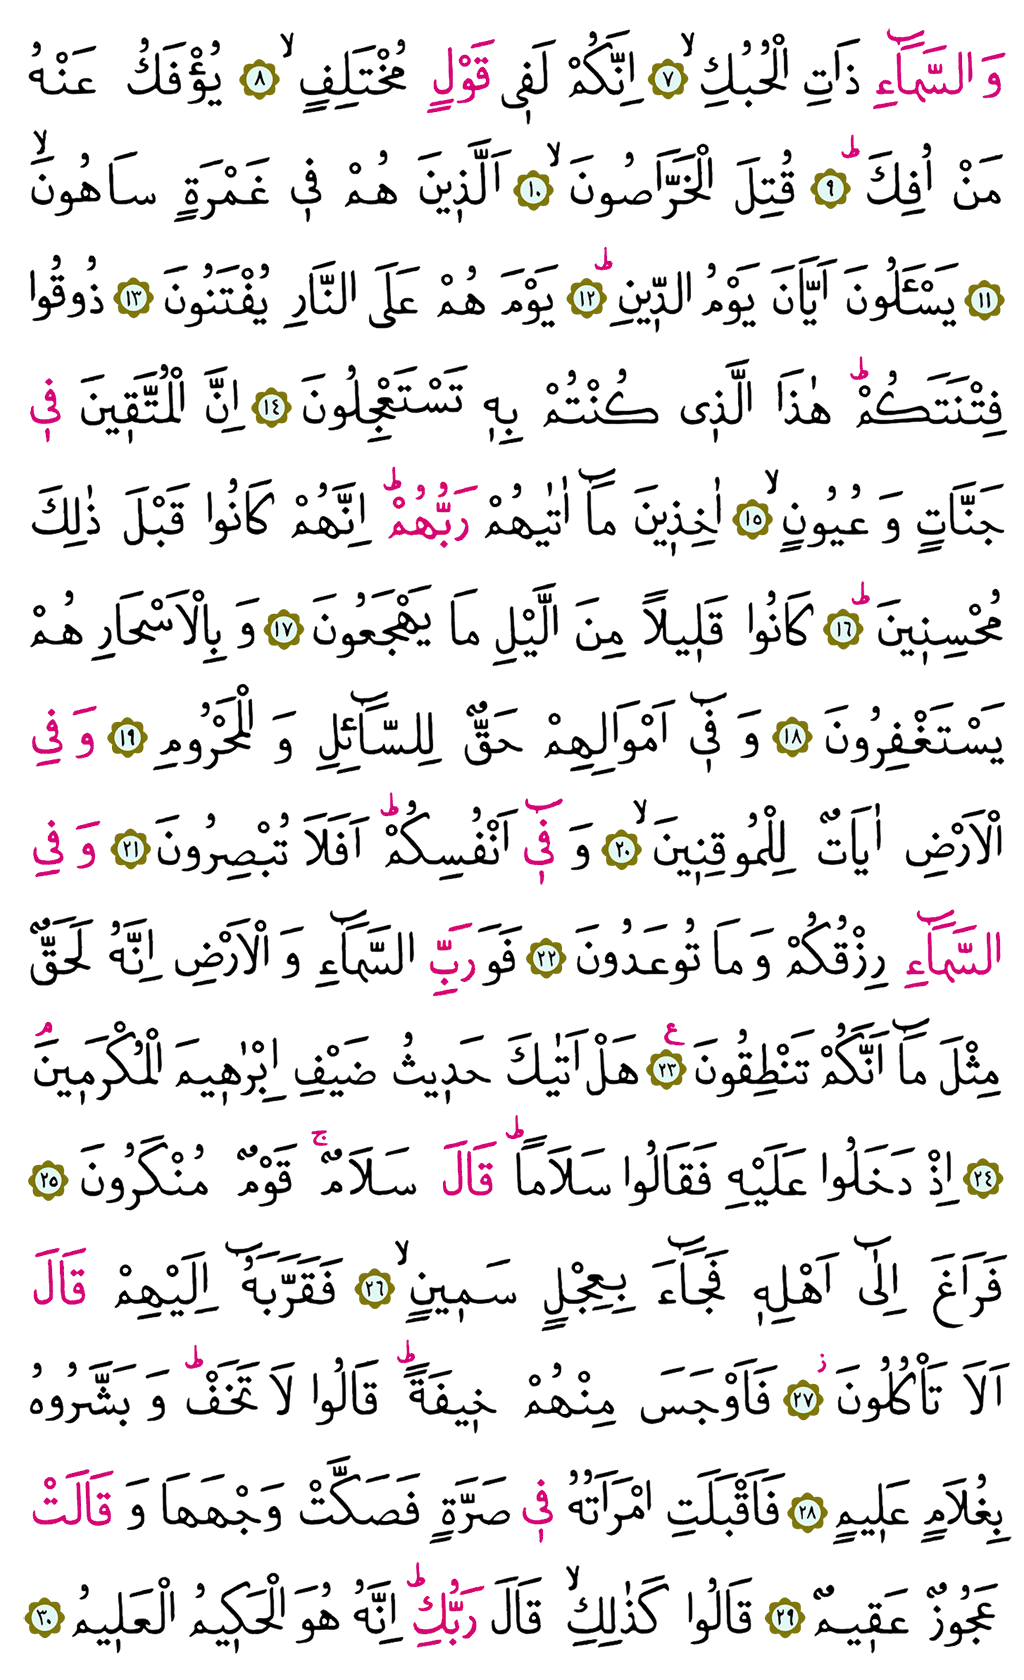 وَالسَّمَٓاءِ ذَاتِ الْحُبُكِۙ ﴿٧﴾ اِنَّكُمْ لَفٖى قَوْلٍ مُخْتَلِفٍۙ ﴿٨﴾ يُؤْفَكُ عَنْهُ
مَنْ اُفِكَؕ ﴿٩﴾ قُتِلَ الْخَرَّاصُونَۙ ﴿١٠﴾ اَلَّذٖينَ هُمْ فٖى غَمْرَةٍ سَاهُونَۙ
﴿١١﴾ يَسْـَٔلُونَ اَيَّانَ يَوْمُ الدّٖينِؕ ﴿١٢﴾ يَوْمَ هُمْ عَلَى النَّارِ يُفْتَنُونَ ﴿١٣﴾ ذُوقُوا
فِتْنَتَكُمْؕ هٰذَا الَّذٖى كُنْتُمْ بِهٖ تَسْتَعْجِلُونَ ﴿١٤﴾ اِنَّ الْمُتَّقٖينَ فٖى
جَنَّاتٍ وَ عُيُونٍۙ ﴿١٥﴾ اٰخِذٖينَ مَٓا اٰتٰيهُمْ رَبُّهُمْؕ اِنَّهُمْ كَانُوا قَبْلَ ذٰلِكَ
مُحْسِنٖينَؕ ﴿١٦﴾ كَانُوا قَلٖيلاً مِنَ الَّيْلِ مَا يَهْجَعُونَ ﴿١٧﴾ وَ بِالْاَسْحَارِ هُمْ
يَسْتَغْفِرُونَ ﴿١٨﴾ وَ فٖٓى اَمْوَالِهِمْ حَقٌّ لِلسَّٓائِلِ وَ الْمَحْرُومِ ﴿١٩﴾ وَ فِى
الْاَرْضِ اٰيَاتٌ لِلْمُوقِنٖينَۙ ﴿٢٠﴾ وَ فٖٓى اَنْفُسِكُمْؕ اَفَلَا تُبْصِرُونَ ﴿٢١﴾ وَ فِى
السَّمَٓاءِ رِزْقُكُمْ وَ مَا تُوعَدُونَ ﴿٢٢﴾ فَوَ رَبِّ السَّمَٓاءِ وَ الْاَرْضِ اِنَّهُ لَحَقٌّ
مِثْلَ مَٓا اَنَّكُمْ تَنْطِقُونَ ﴿٢٣﴾ ع هَلْ اَتٰيكَ حَدٖيثُ ضَيْفِ اِبْرٰهٖيمَ الْمُكْرَمٖينَۘ
﴿٢٤﴾ اِذْ دَخَلُوا عَلَيْهِ فَقَالُوا سَلَاماًؕ قَالَ سَلَامٌۚ قَوْمٌ مُنْكَرُونَ ﴿٢٥﴾
فَرَاغَ اِلٰٓى اَهْلِهٖ فَجَٓاءَ بِعِجْلٍ سَمٖينٍۙ ﴿٢٦﴾ فَقَرَّبَهُٓ اِلَيْهِمْ قَالَ
اَلَا تَاْكُلُونَؗ ﴿٢٧﴾ فَاَوْجَسَ مِنْهُمْ خٖيفَةًؕ قَالُوا لَا تَخَفْؕ وَ بَشَّرُوهُ
بِغُلَامٍ عَلٖيمٍ ﴿٢٨﴾ فَاَقْبَلَتِ امْرَاَتُهُ فٖى صَرَّةٍ فَصَكَّتْ وَجْهَهَا وَ قَالَتْ
عَجُوزٌ عَقٖيمٌ ﴿٢٩﴾ قَالُوا كَذٰلِكِۙ قَالَ رَبُّكِؕ اِنَّهُ هُوَ الْحَكٖيمُ الْعَلٖيمُ ﴿٣٠﴾